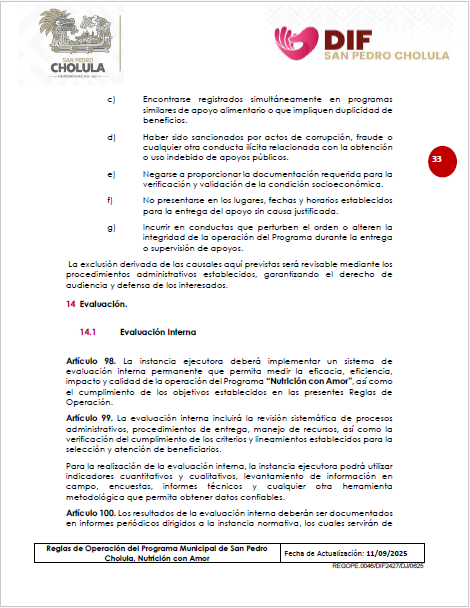 SAN PEDRO
CHOLULA
DIF
SAN PEDRO CHOLULA
c) Encontrarse registrados simultáneamente en programas
similares de apoyo alimentario o que impliquen duplicidad de
beneficios.
d) Haber sido sancionados por actos de corrupción, fraude o
cualquier otra conducta ilícita relacionada con la obtención
o uso indebido de apoyos públicos.
33
e) Negarse a proporcionar la documentación requerida para la
verificación y validación de la condición socioeconómica.
f) No presentarse en los lugares, fechas y horarios establecidos
para la entrega del apoyo sin causa justificada.
g) Incurrir en conductas que perturben el orden o alteren la
integridad de la operación del Programa durante la entrega
o supervisión de apoyos.
La exclusión derivada de las causales aquí previstas será revisable mediante los
procedimientos administrativos establecidos, garantizando el derecho de
audiencia y defensa de los interesados.
14 Evaluación.
14.1 Evaluación Interna
Artículo 98. La instancia ejecutora deberá implementar un sistema de
evaluación interna permanente que permita medir la eficacia, eficiencia,
impacto y calidad de la operación del Programa “Nutrición con Amor”, así como
el cumplimiento de los objetivos establecidos en las presentes Reglas de
Operación.
Artículo 99. La evaluación interna incluirá la revisión sistemática de procesos
administrativos, procedimientos de entrega, manejo de recursos, así como la
verificación del cumplimiento de los criterios y lineamientos establecidos para la
selección y atención de beneficiarios.
Para la realización de la evaluación interna, la instancia ejecutora podrá utilizar
indicadores cuantitativos y cualitativos, levantamiento de información en
campo, encuestas, informes técnicos y cualquier otra herramienta
metodológica que permita obtener datos confiables.
Artículo 100. Los resultados de la evaluación interna deberán ser documentados
en informes periódicos dirigidos a la instancia normativa, los cuales servirán de
Reglas de Operación del Programa Municipal de San Pedro
Cholula, Nutrición con Amor
Fecha de Actualización: 11/09/2025
REGOPE.0046/DIF2427/DJ/0825